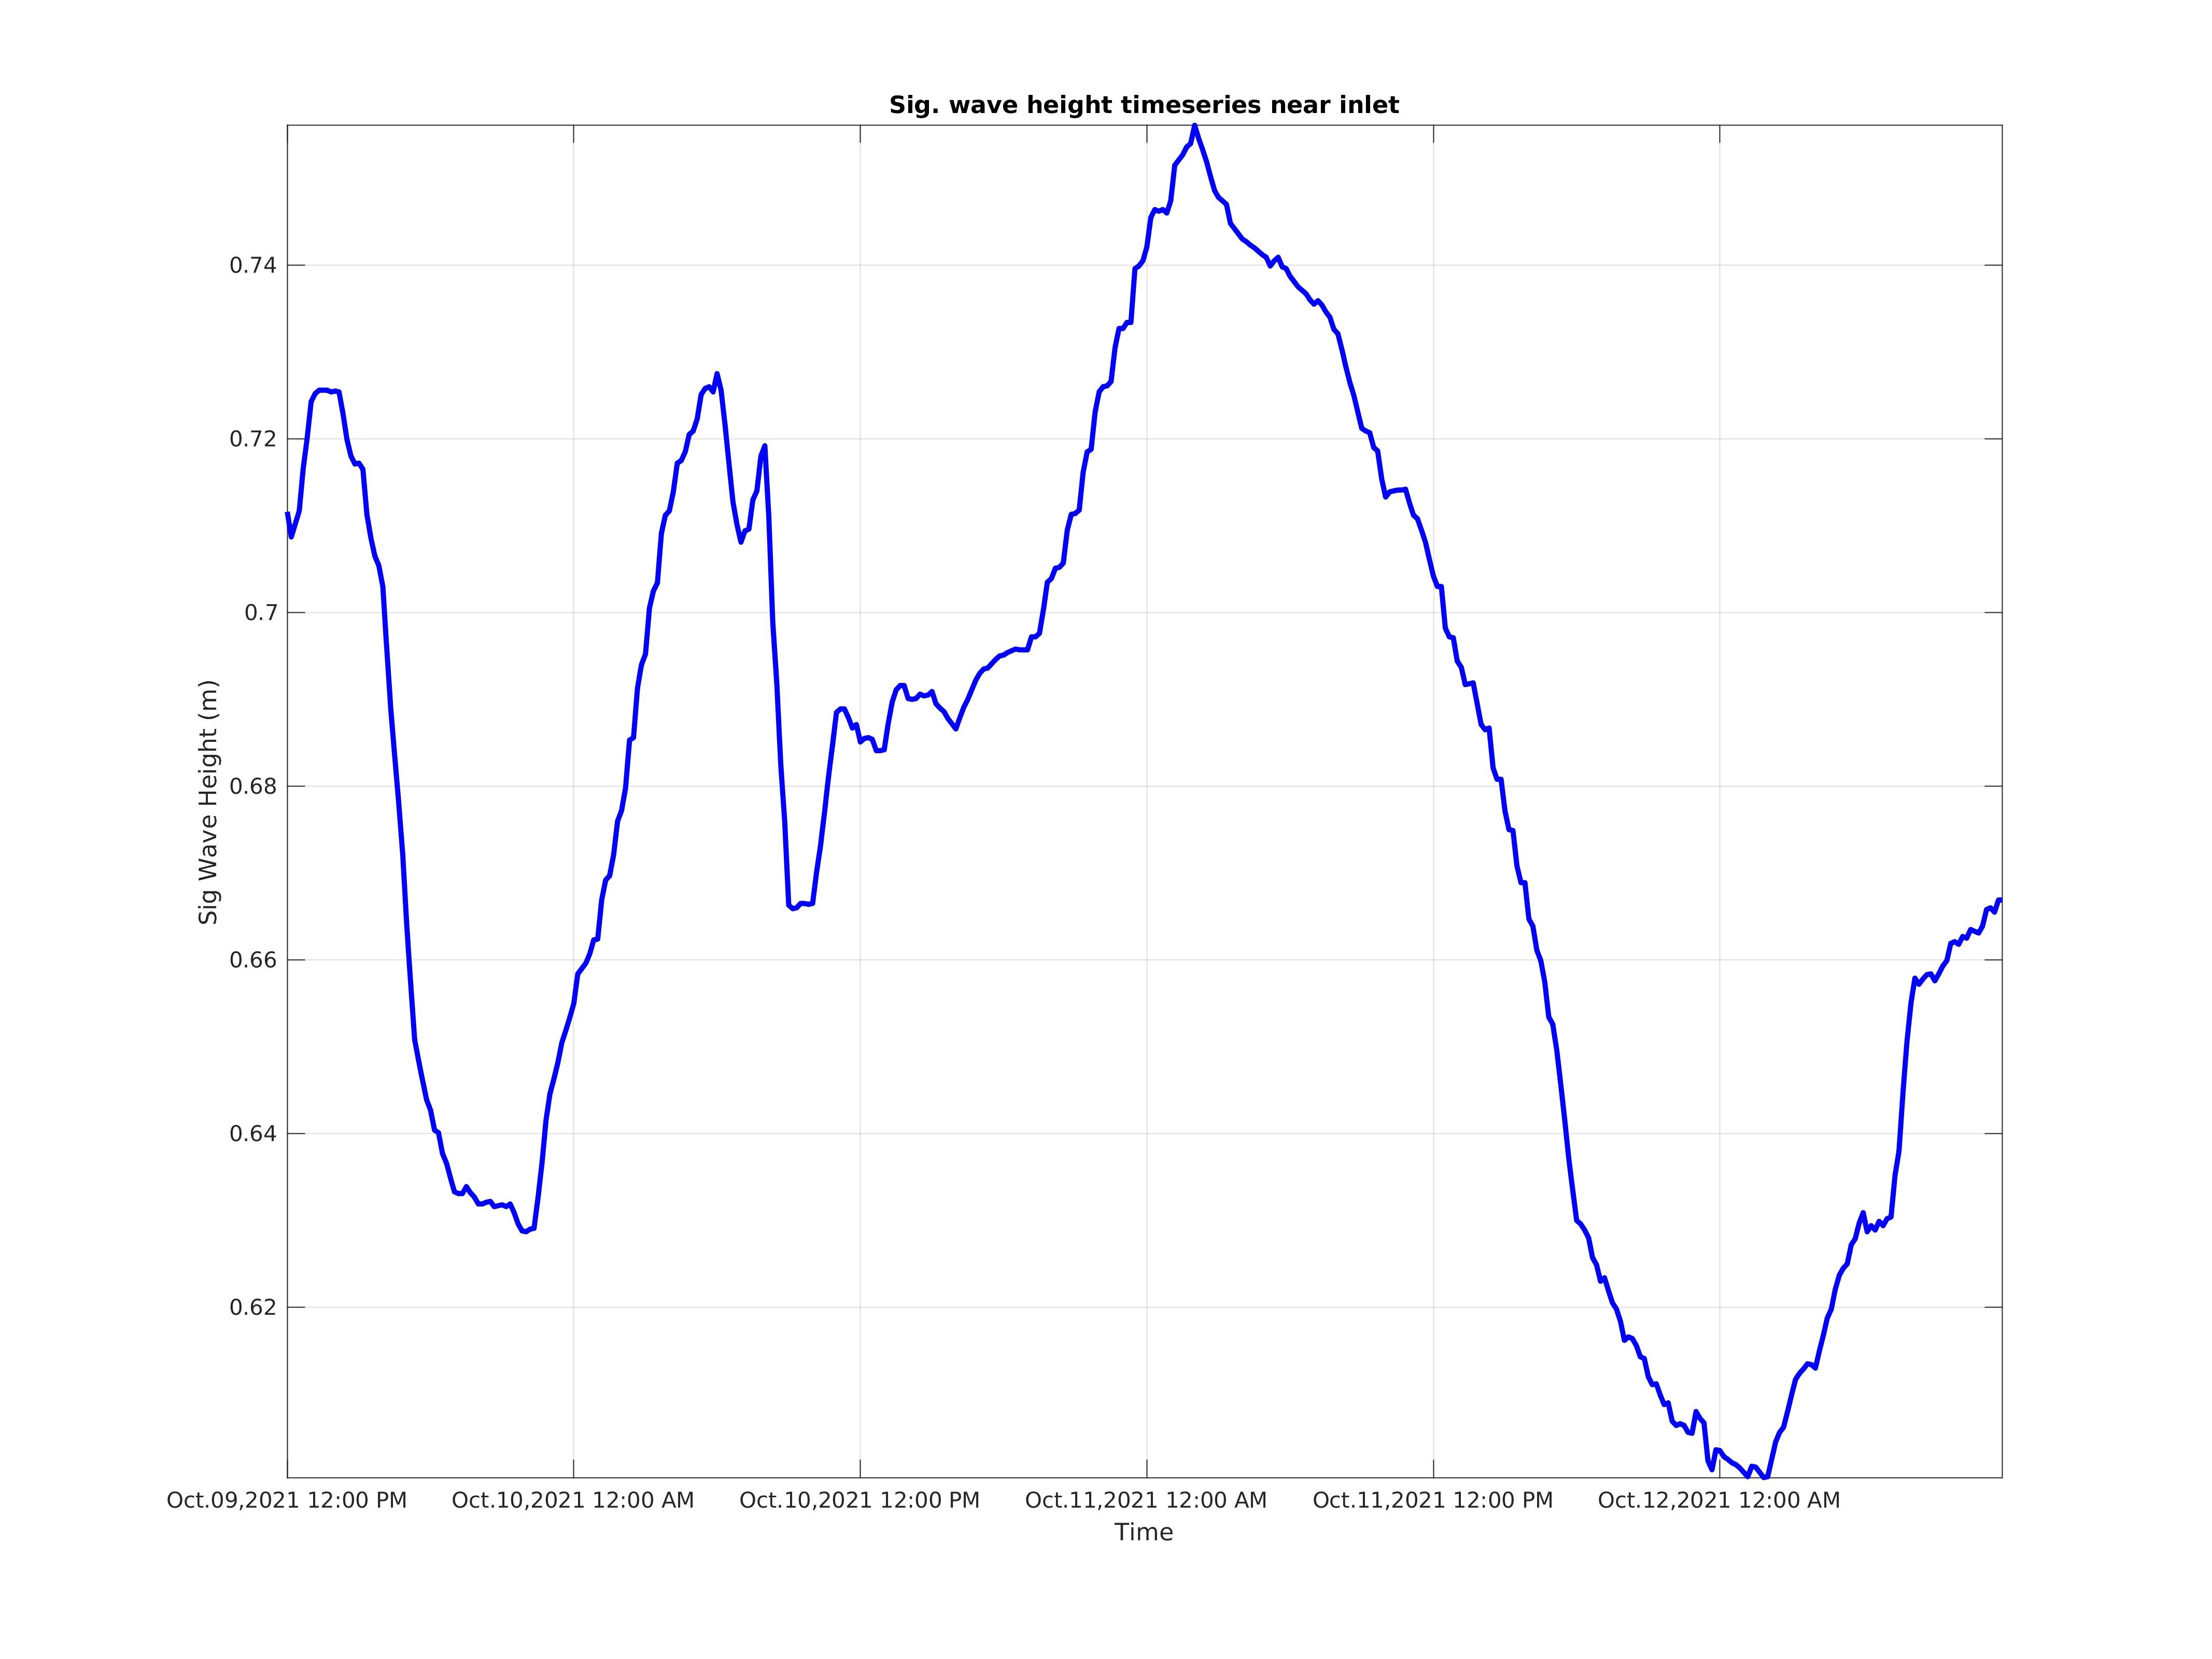 Sig. wave height timeseries near inlet
0.74
0.72
0.7
0.68
0.66
0.64
0.62
Sig Wave Height (m)
Oct.09,2021 12:00 PM Oct.10,2021 12:00 AM Oct.10,2021 12:00 PM Oct.11,2021 12:00 AM Oct.11,2021 12:00 PM Oct.12,2021 12:00 AM
Time